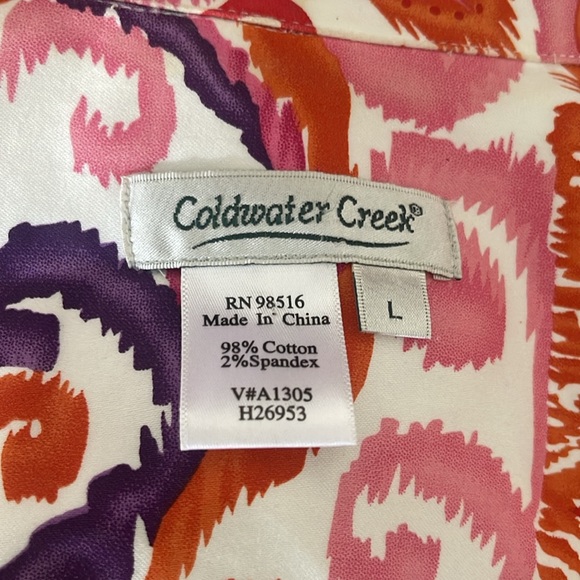 Coldwater Creek®
L
RN 98516
Made In China
98% Cotton
2% Spandex
V#A1305
H26953